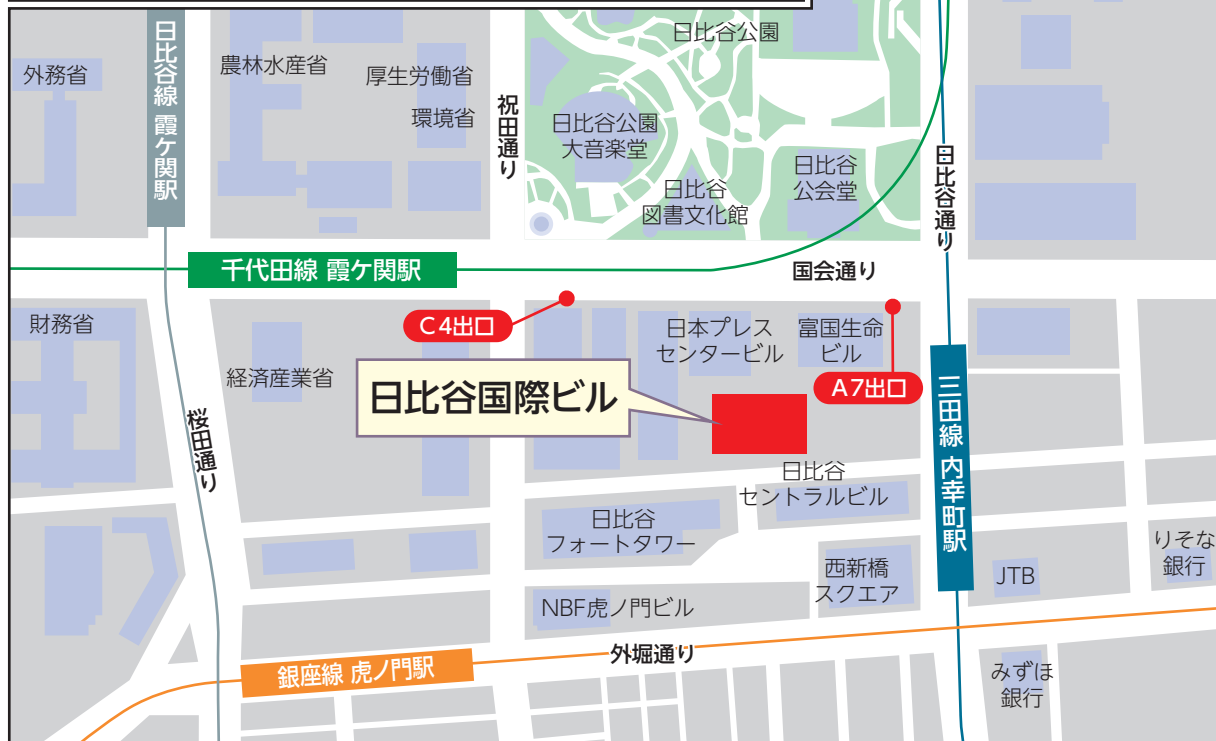 日比谷公園
日比谷線 霞ケ関駅
外務省
農林水産省
厚生労働省
環境省
祝田通り
日比谷公園
大音楽堂
日比谷
図書文化館
日比谷
公会堂
日比谷通り
千代田線 霞ケ関駅
国会通り
財務省
C4出口
日本プレス
センタービル
富国生命
ビル
経済産業省
日比谷国際ビル
A7出口
三田線 内幸町駅
桜田通り
日比谷
セントラルビル
日比谷
フォートタワー
西新橋
スクエア
JTB
りそな
銀行
NBF虎ノ門ビル
外堀通り
銀座線 虎ノ門駅
みずほ
銀行